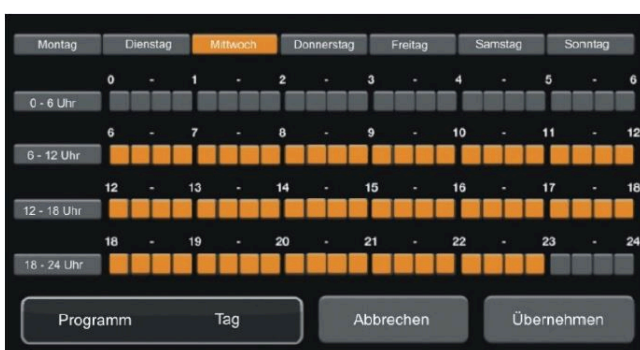 Montag Dienstag Mittwoch Donnerstag Freitag Samstag Sonntag
0 - 1 - 2 - 3 - 4 - 5 - 6
0 - 6 Uhr
6 - 7 - 8 - 9 - 10 - 11 - 12
6 - 12 Uhr
12 - 13 - 14 - 15 - 16 - 17 - 18
12 - 18 Uhr
18 - 19 - 20 - 21 - 22 - 23 - 24
18 - 24 Uhr
Programm Tag Abbrechen Übernehmen